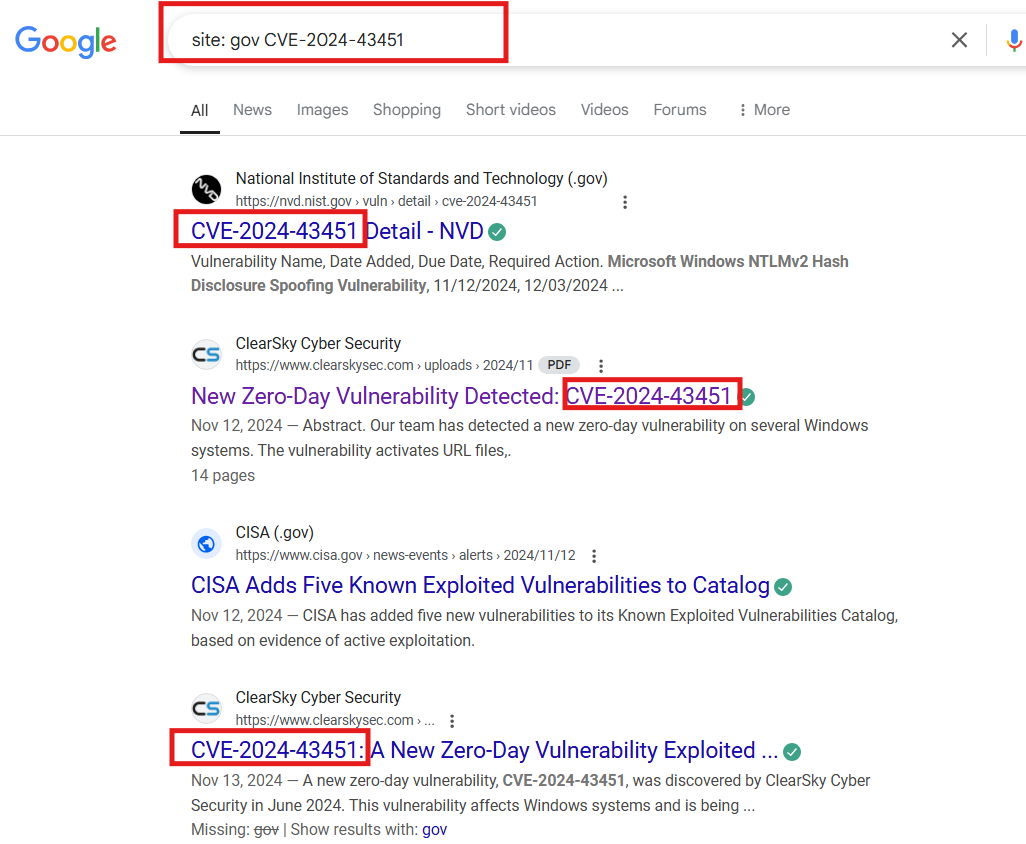 Google
site: gov CVE-2024-43451
All News Images Shopping Short videos Videos Forums More
National Institute of Standards and Technology (.gov)
https://nvd.nist.gov › vuln › detail › cve-2024-43451
CVE-2024-43451 Detail - NVD
Vulnerability Name, Date Added, Due Date, Required Action. Microsoft Windows NTLMv2 Hash
Disclosure Spoofing Vulnerability, 11/12/2024, 12/03/2024 ...
ClearSky Cyber Security
https://www.clearskysec.com › uploads › 2024/11 PDF
New Zero-Day Vulnerability Detected: CVE-2024-43451
Nov 12, 2024 — Abstract. Our team has detected a new zero-day vulnerability on several Windows
systems. The vulnerability activates URL files,.
14 pages
CISA (.gov)
https://www.cisa.gov › news-events › alerts › 2024/11/12
CISA Adds Five Known Exploited Vulnerabilities to Catalog
Nov 12, 2024 — CISA has added five new vulnerabilities to its Known Exploited Vulnerabilities Catalog,
based on evidence of active exploitation.
ClearSky Cyber Security
https://www.clearskysec.com › ...
CVE-2024-43451: A New Zero-Day Vulnerability Exploited ...
Nov 13, 2024 — A new zero-day vulnerability, CVE-2024-43451, was discovered by ClearSky Cyber
Security in June 2024. This vulnerability affects Windows systems and is being ...
Missing: gov | Show results with: gov